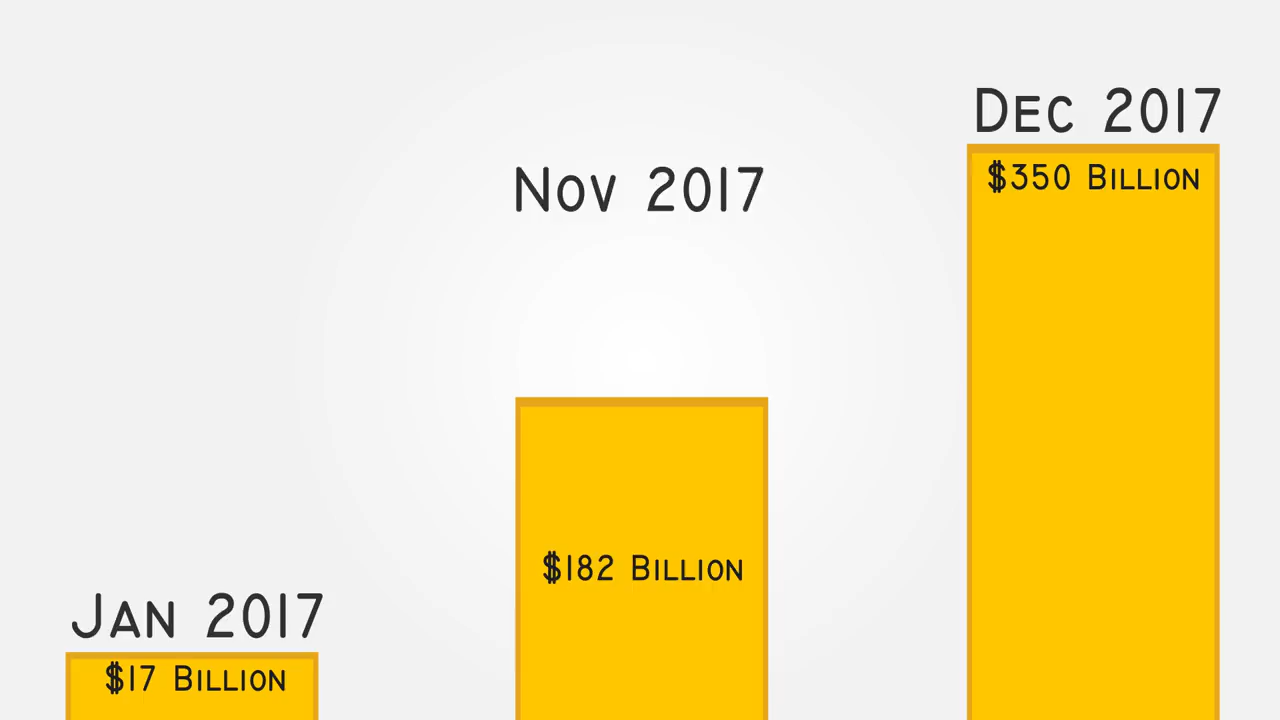 Jan 2017
$17 Billion
Nov 2017
$182 Billion
Dec 2017
$350 Billion